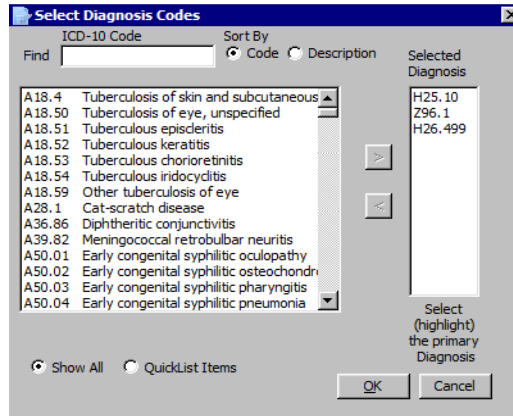 Select Diagnosis Codes
ICD-10 Code
Sort By
Find
Code
Description
Selected
Diagnosis
A18.4 Tuberculosis of skin and subcutaneous
A18.50 Tuberculosis of eye, unspecified
A18.51 Tuberculous episcleritis
A18.52 Tuberculous keratitis
A18.53 Tuberculous chorioretinitis
A18.54 Tuberculous iridocyclitis
A18.59 Other tuberculosis of eye
A28.1 Cat-scratch disease
A36.86 Diphtheritic conjunctivitis
A39.82 Meningococcal retrobulbar neuritis
A50.01 Early congenital syphilitic oculopathy
A50.02 Early congenital syphilitic osteochondr
A50.03 Early congenital syphilitic pharyngitis
A50.04 Early congenital syphilitic pneumonia
>
<
H25.10
Z96.1
H26.499
Select
(highlight)
the primary
Diagnosis
Show All
QuickList Items
OK
Cancel